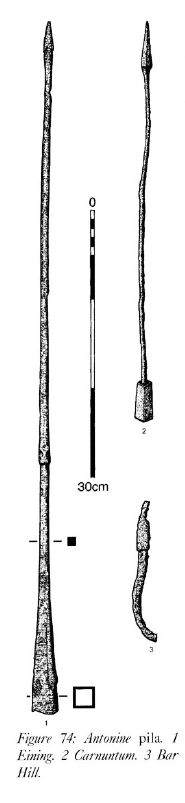 0
30cm
2
3
1
Figure 74: Antonine pila. 1
Eining. 2 Carnuntum. 3 Bar
Hill.